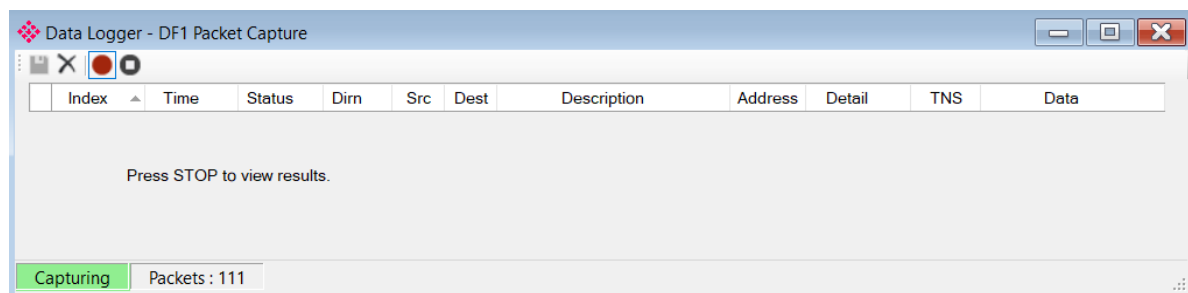 Data Logger - DF1 Packet Capture
Index Time Status Dirn Src Dest Description Address Detail TNS Data
Press STOP to view results.
Capturing Packets : 111